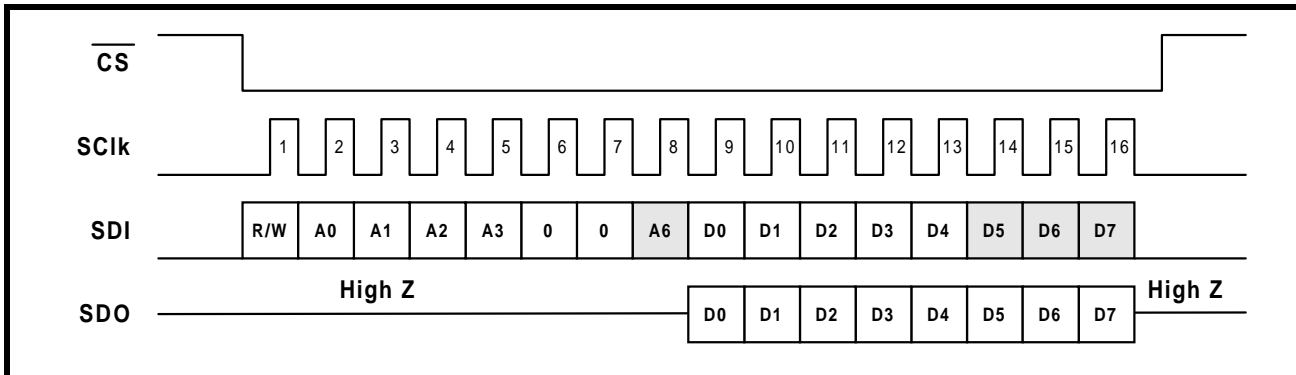 CS
SClk 1 2 3 4 5 6 7 8 9 10 11 12 13 14 15 16
SDI R/W A0 A1 A2 A3 0 0 A6 D0 D1 D2 D3 D4 D5 D6 D7
High Z High Z
SDO D0 D1 D2 D3 D4 D5 D6 D7